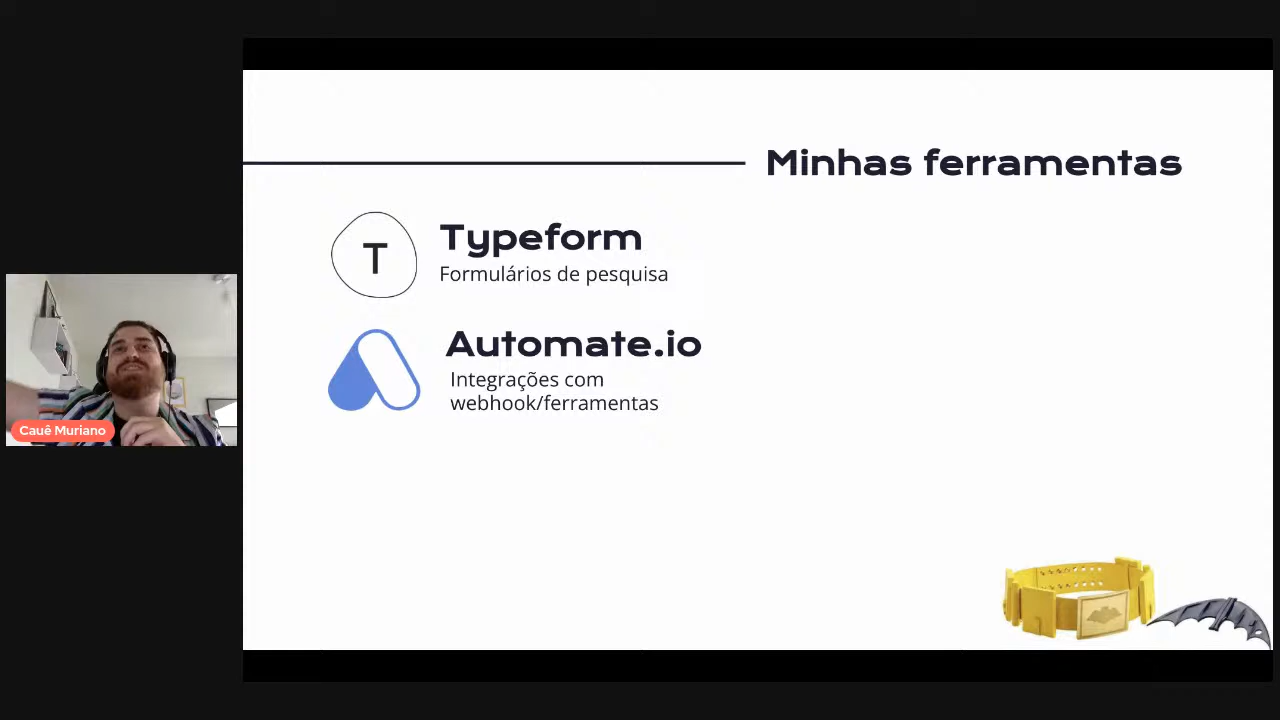 Minhas ferramentas
T
Typeform
Formulários de pesquisa
Automate.io
Integrações com
webhook/ferramentas
Cauê Muriano